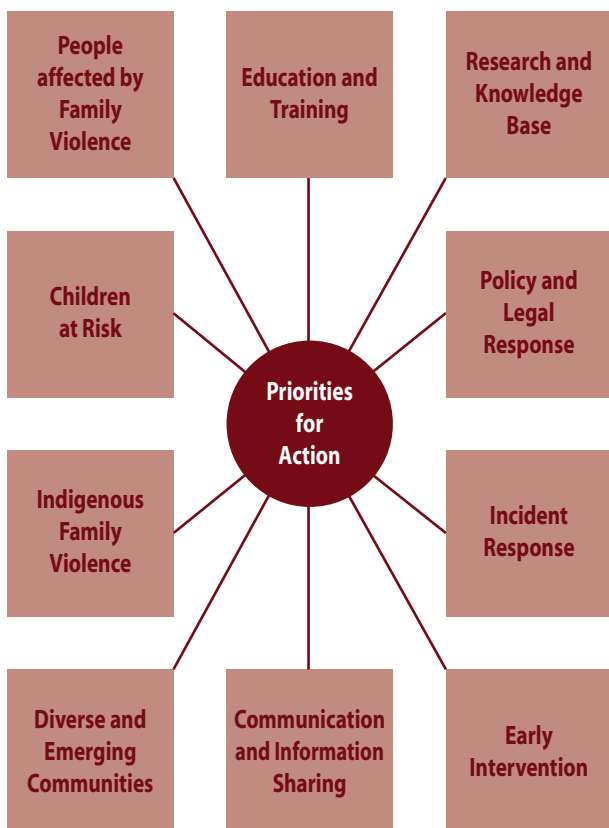 People
affected by
Family
Violence
Education and
Training
Research and
Knowledge
Base
Children
at Risk
Policy and
Legal
Response
Priorities
for
Action
Indigenous
Family
Violence
Incident
Response
Diverse and
Emerging
Communities
Communication
and Information
Sharing
Early
Intervention